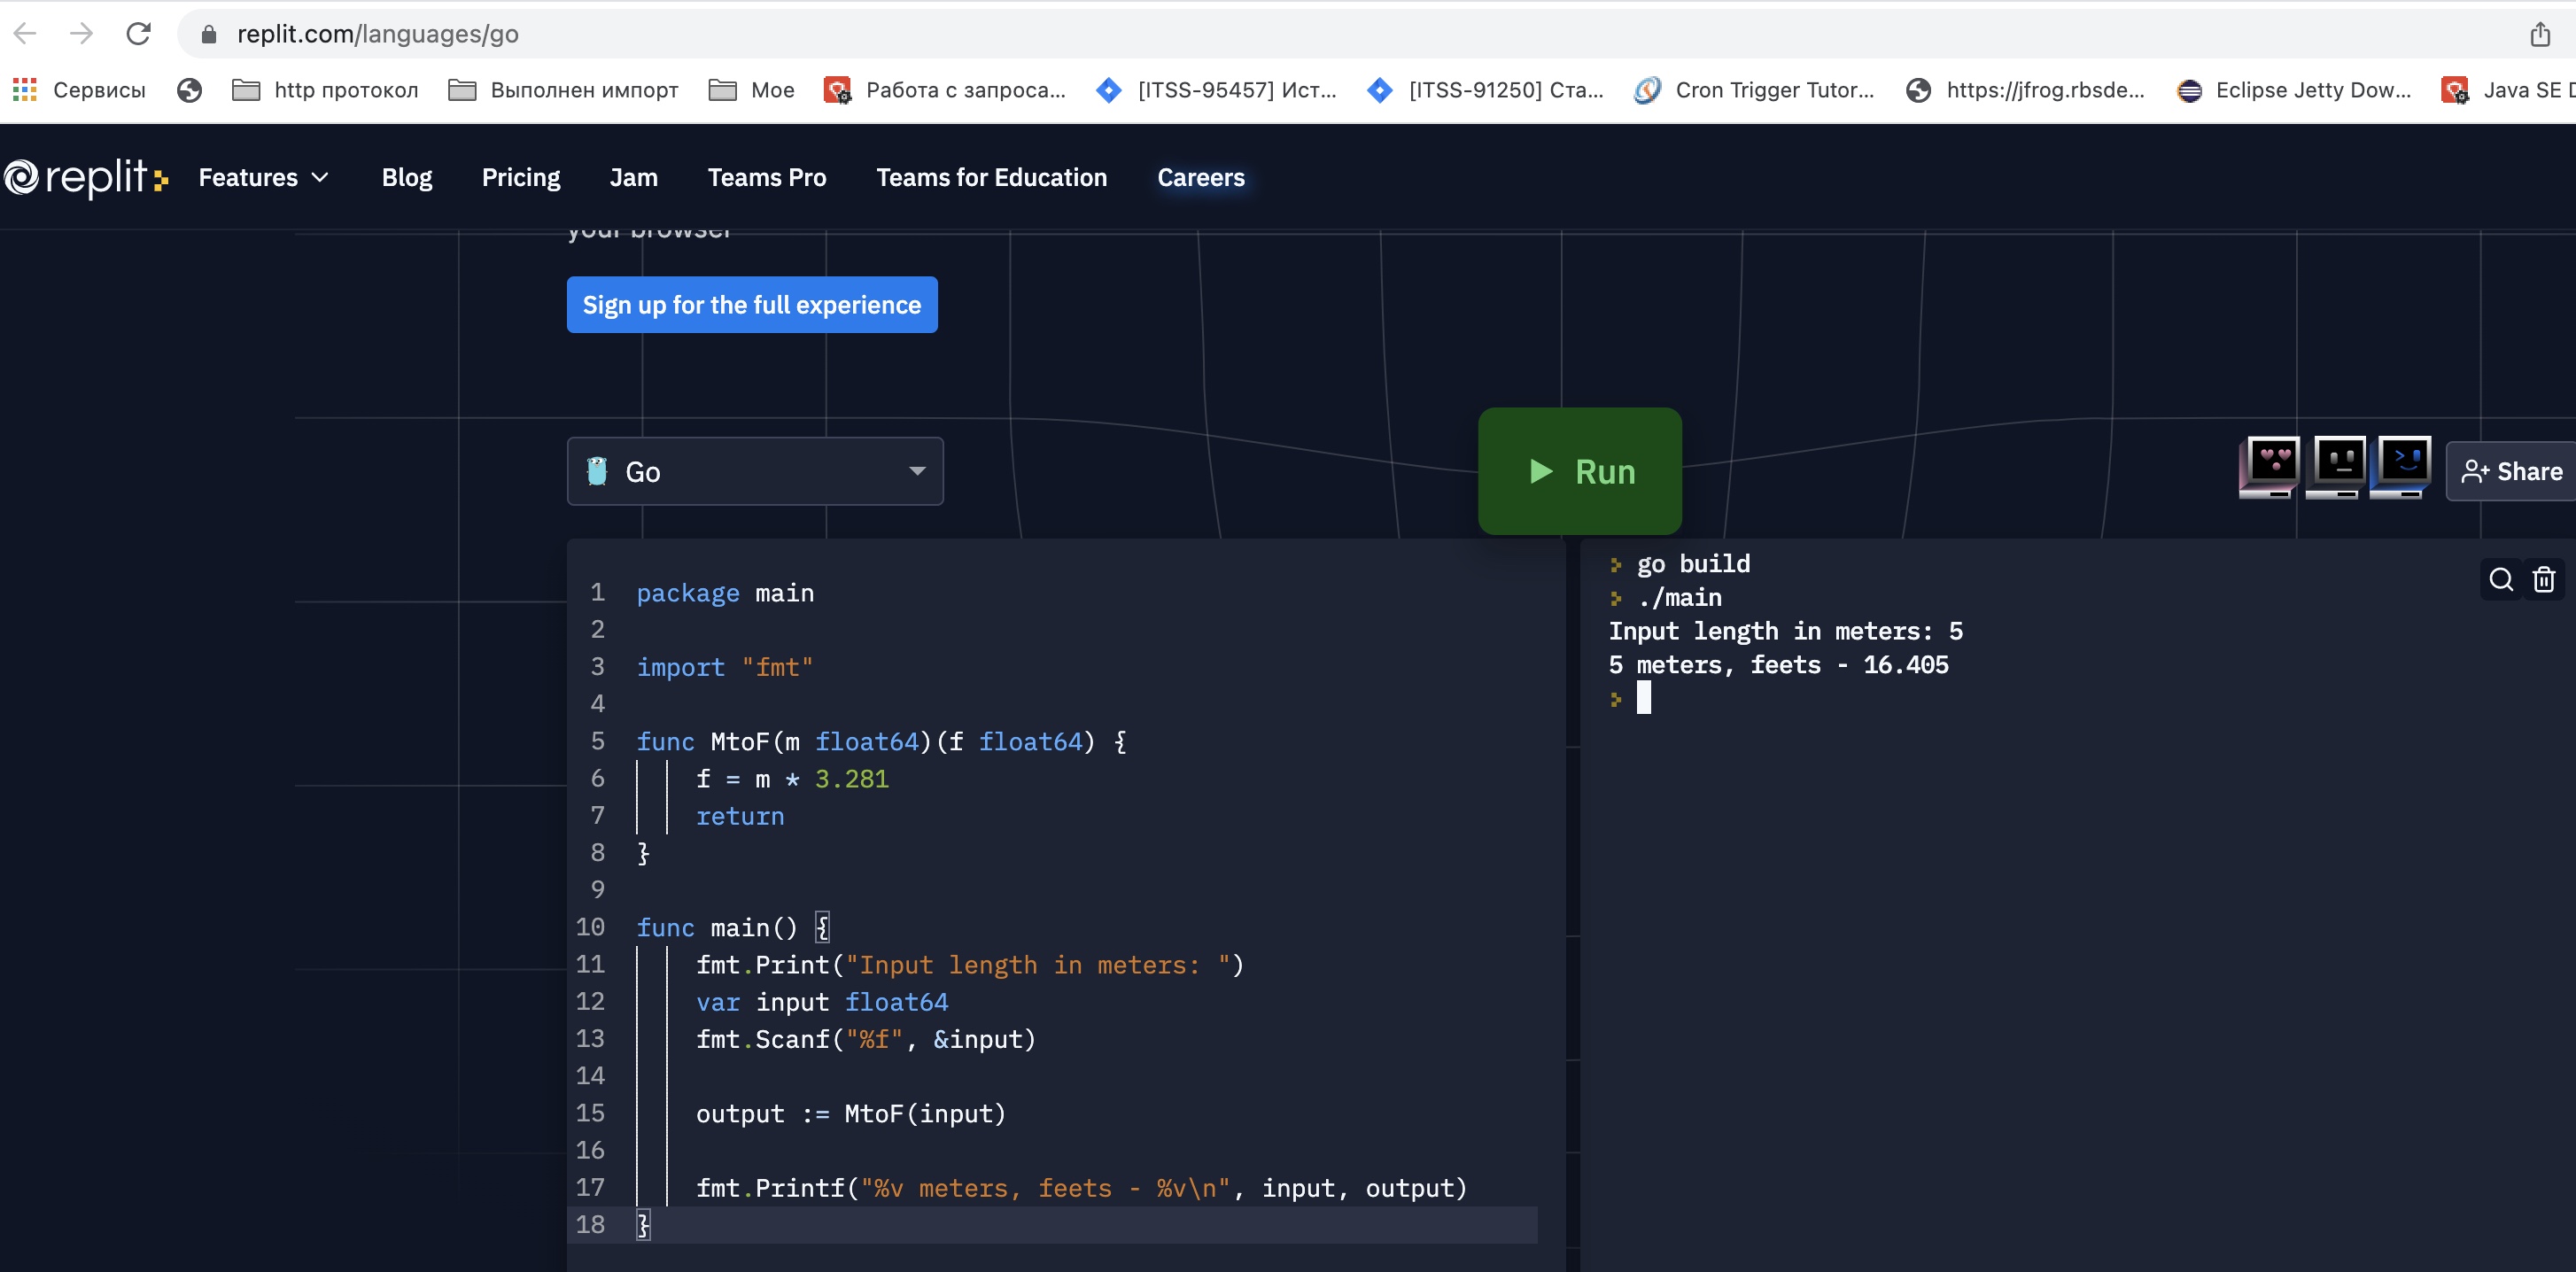 replit.com/languages/go
Сервисы http протокол Выполнен импорт Мое Работа с запроса... [ITSS-95457] Ист... [ITSS-91250] Ста... Cron Trigger Tutor... https://jfrog.rbsde... Eclipse Jetty Dow... Java SE D
replit Features Blog Pricing Jam Teams Pro Teams for Education Careers
your browser
Sign up for the full experience
Go Run Share
1 package main
2
3 import "fmt"
4
5 func MtoF(m float64)(f float64) {
6 f = m * 3.281
7 return
8 }
9
10 func main() {
11 fmt.Print("Input length in meters: ")
12 var input float64
13 fmt.Scanf("%f", &input)
14
15 output := MtoF(input)
16
17 fmt.Printf("%v meters, feets - %v\n", input, output)
18 }
go build
./main
Input length in meters: 5
5 meters, feets - 16.405